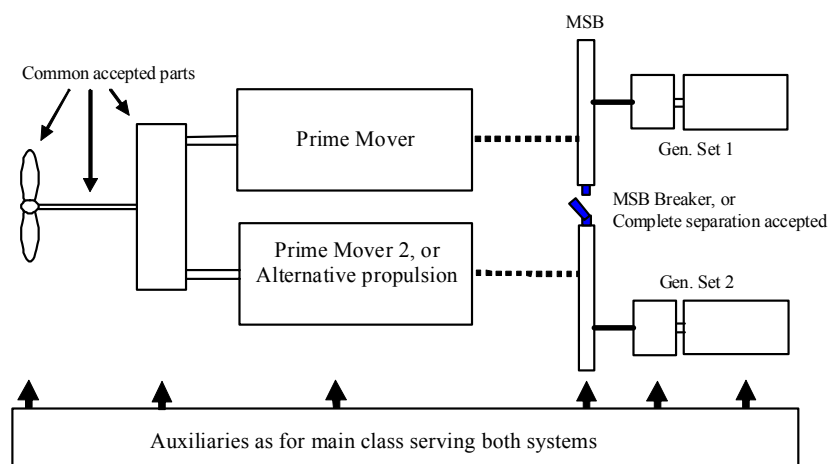 MSB
Common accepted parts
Prime Mover
Gen. Set 1
MSB Breaker, or
Complete separation accepted
Prime Mover 2, or
Alternative propulsion
Gen. Set 2
Auxiliaries as for main class serving both systems